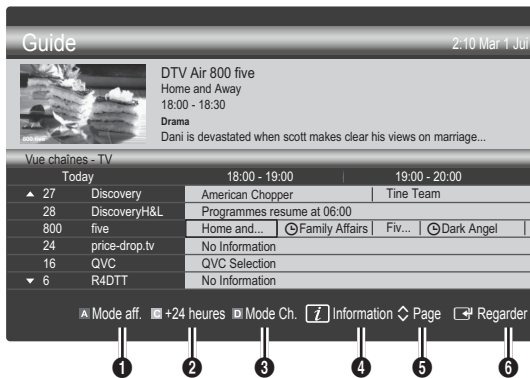 Guide 2:10 Mar 1 Jui
DTV Air 800 five
Home and Away
18:00 - 18:30
Drama
Dani is devastated when scott makes clear his views on marriage...
800 five
Vue chaînes - TV
Today 18:00 - 19:00 19:00 - 20:00
▲ 27 Discovery American Chopper Tine Team
28 DiscoveryH&L Programmes resume at 06:00
800 five Home and... Family Affairs Fiv... Dark Angel
24 price-drop.tv No Information
16 QVC QVC Selection
▼ 6 R4DTT No Information
A Mode aff. C +24 heures D Mode Ch. i Information Page Regarder
1 2 3 4 5 6